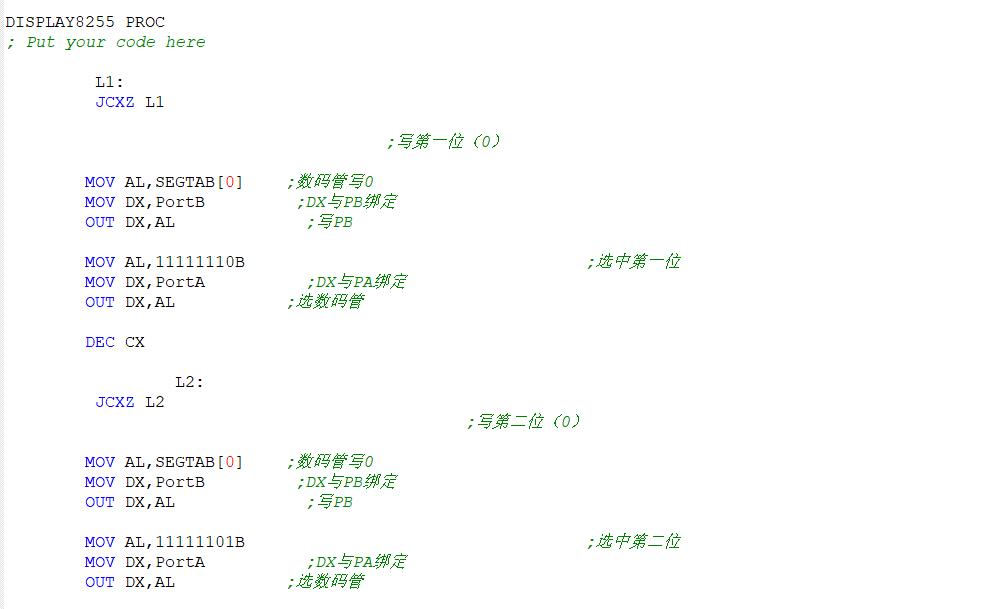 DISPLAY8255 PROC
; Put your code here
L1:
JCXZ L1
;写第一位（0）
MOV AL,SEGTAB[0] ;数码管写0
MOV DX,PortB ;DX与PB绑定
OUT DX,AL ;写PB
MOV AL,11111110B ;选中第一位
MOV DX,PortA ;DX与PA绑定
OUT DX,AL ;选数码管
DEC CX
L2:
JCXZ L2
;写第二位（0）
MOV AL,SEGTAB[0] ;数码管写0
MOV DX,PortB ;DX与PB绑定
OUT DX,AL ;写PB
MOV AL,11111101B ;选中第二位
MOV DX,PortA ;DX与PA绑定
OUT DX,AL ;选数码管